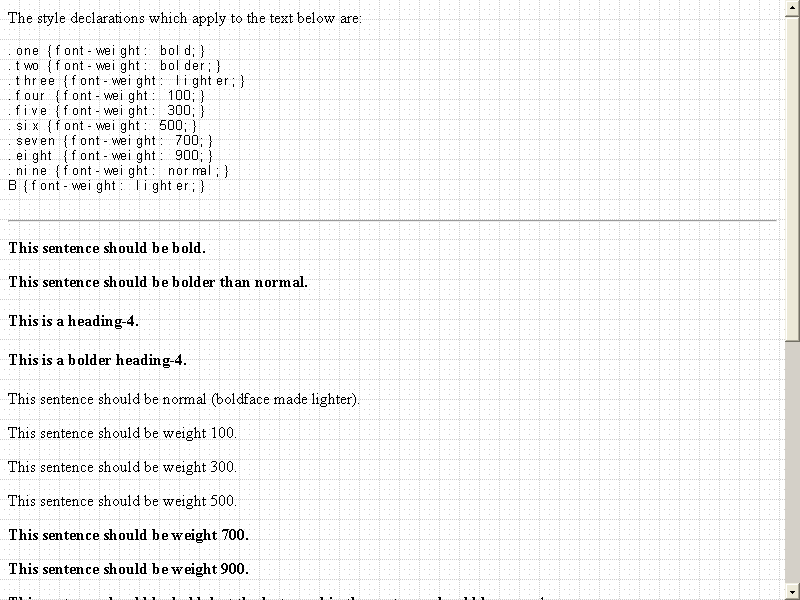 The style declarations which apply to the text below are:
.one {font-weight: bold;}
.two {font-weight: bolder;}
.three {font-weight: lighter;}
.four {font-weight: 100;}
.five {font-weight: 300;}
.six {font-weight: 500;}
.seven {font-weight: 700;}
.eight {font-weight: 900;}
.nine {font-weight: normal;}
B {font-weight: lighter;}
This sentence should be bold.
This sentence should be bolder than normal.
This is a heading-4.
This is a bolder heading-4.
This sentence should be normal (boldface made lighter).
This sentence should be weight 100.
This sentence should be weight 300.
This sentence should be weight 500.
This sentence should be weight 700.
This sentence should be weight 900.